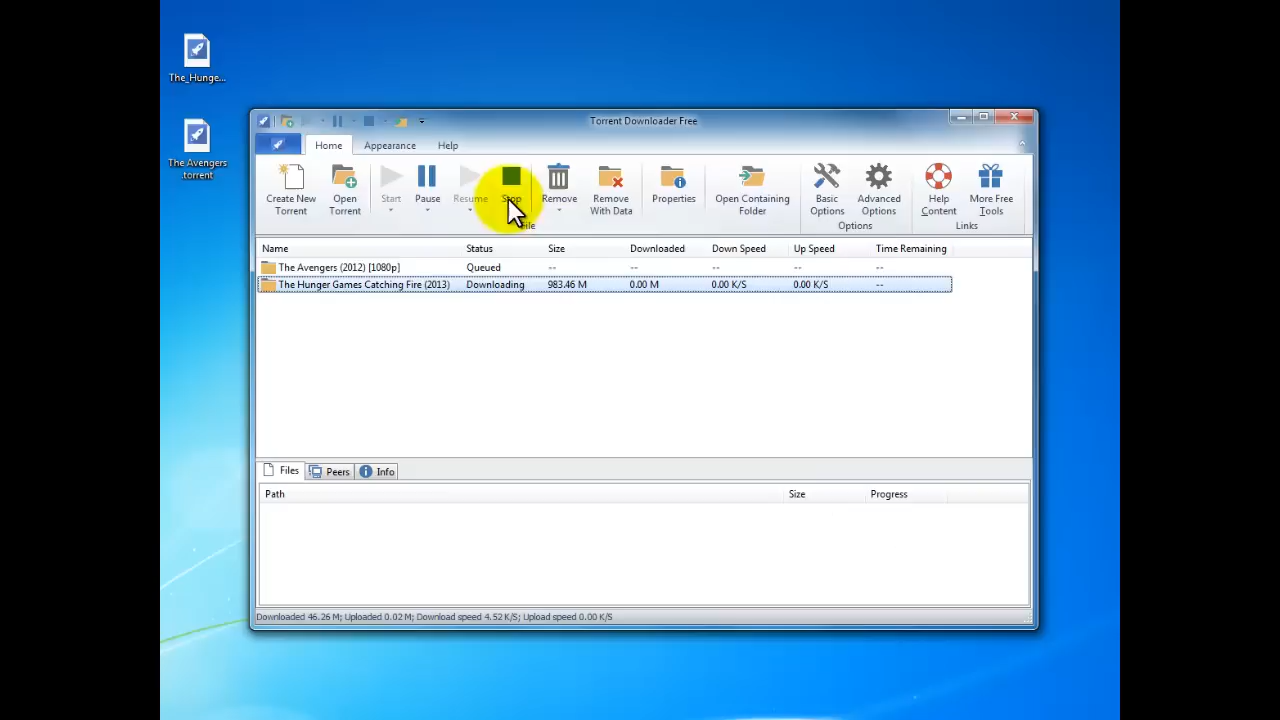 The_Hunge...
The Avengers
.torrent
Torrent Downloader Free
Home Appearance Help
Create New Torrent
Open Torrent
Start
Pause
Resume
Stop
Remove
Remove With Data
Properties
Open Containing Folder
Basic Options
Advanced Options
Help Content
More Free Tools
File Options Links
Name Status Size Downloaded Down Speed Up Speed Time Remaining
The Avengers (2012) [1080p] Queued -- -- -- -- --
The Hunger Games Catching Fire (2013) Downloading 983.46 M 0.00 M 0.00 K/S 0.00 K/S --
Files Peers Info
Path Size Progress
Downloaded 46.26 M; Uploaded 0.02 M; Download speed 4.52 K/S; Upload speed 0.00 K/S